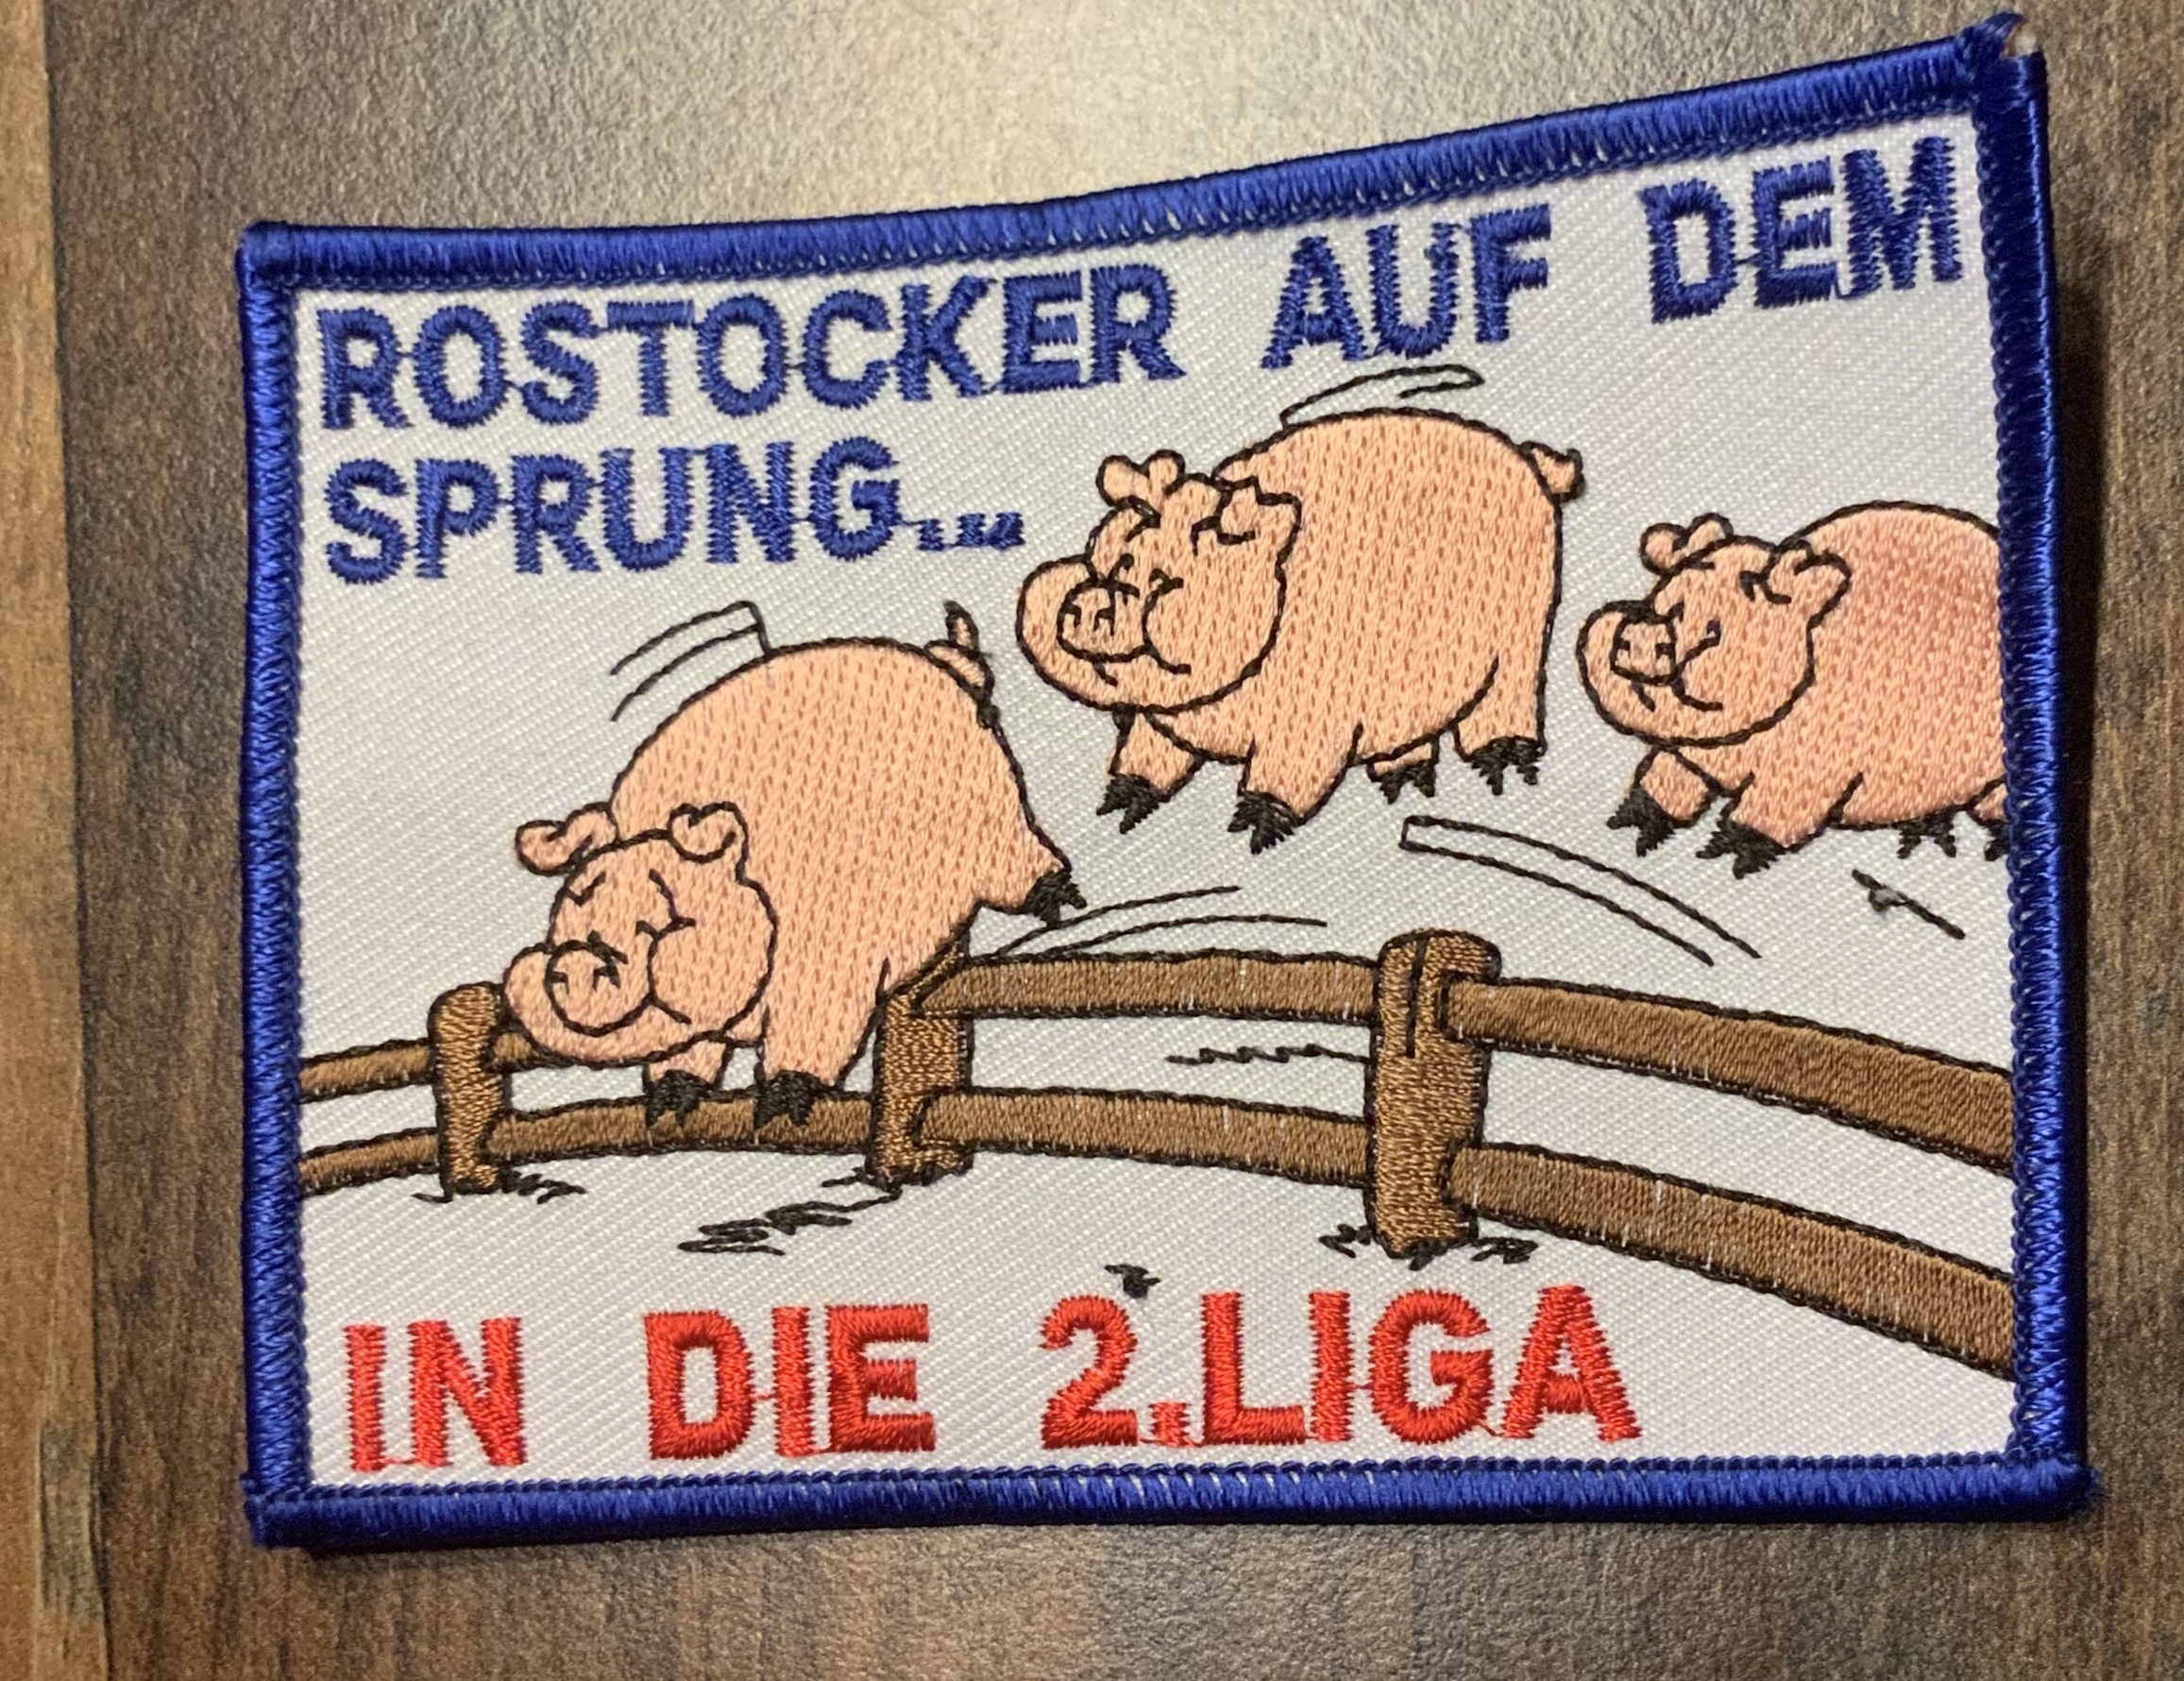 ROSTOCKER AUF DEM
SPRUNG...
IN DIE 2.LIGA